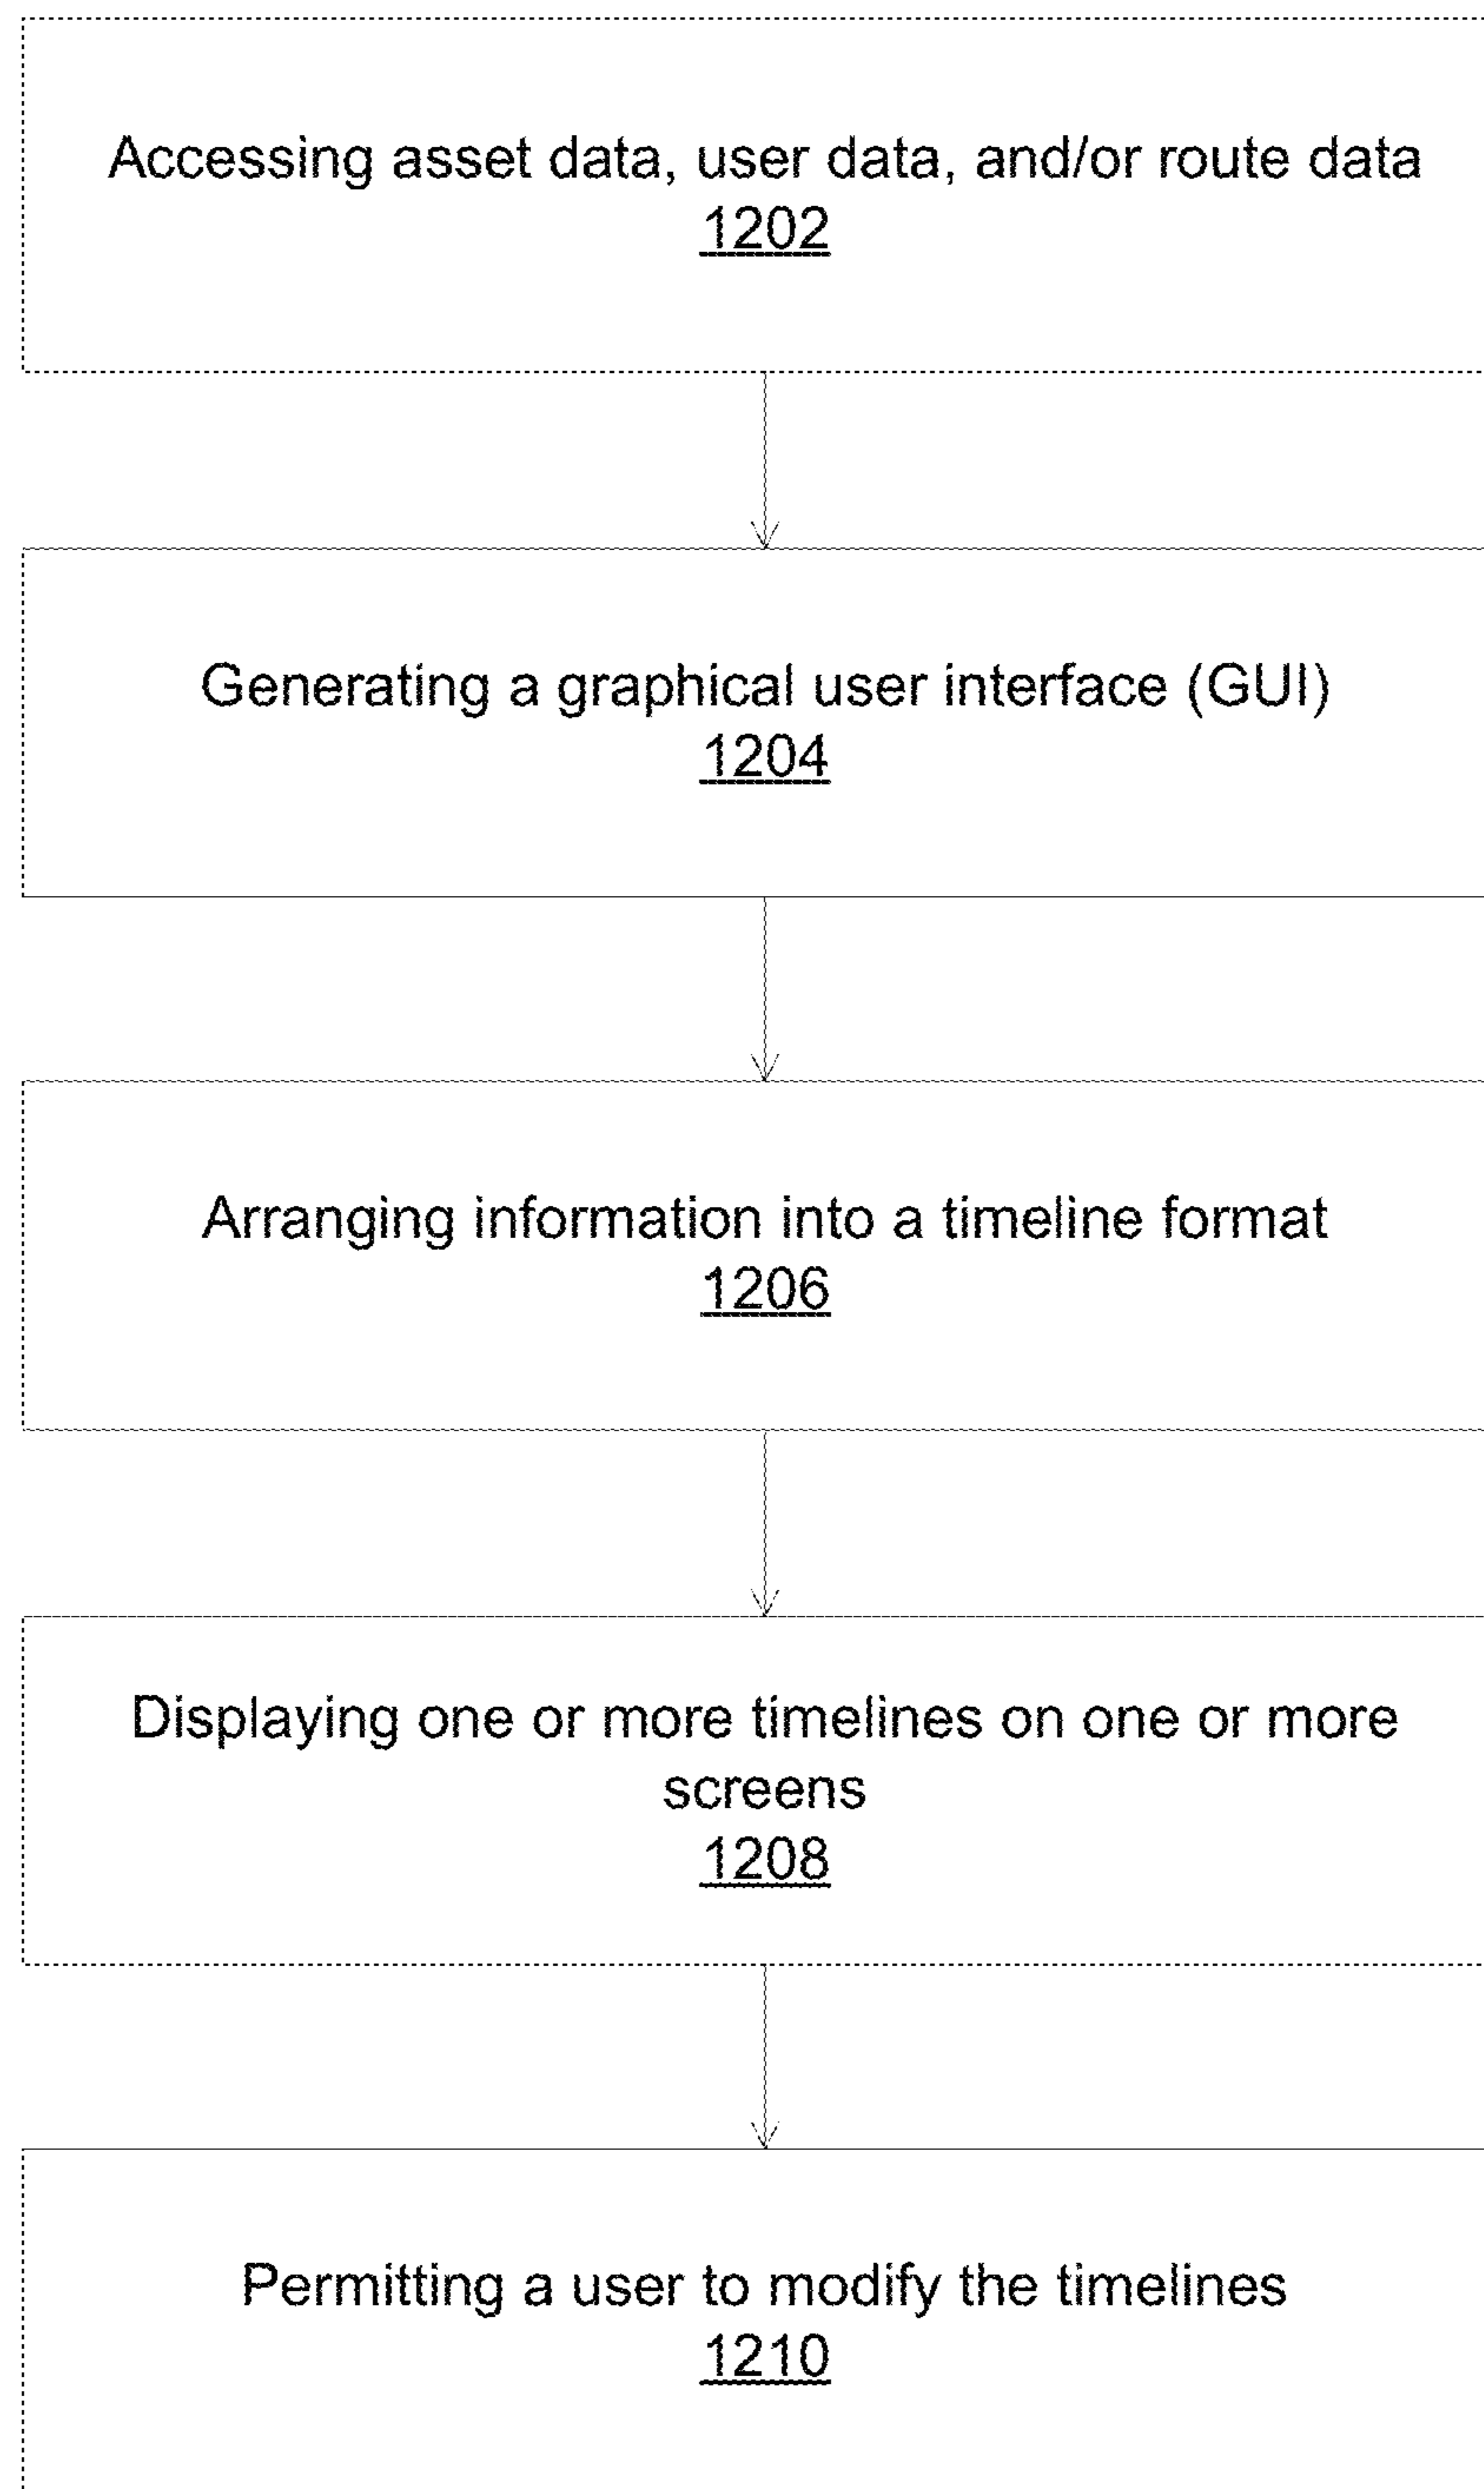 Accessing asset data, user data, and/or route data
1202
Generating a graphical user interface (GUI)
1204
Arranging information into a timeline format
1206
Displaying one or more timelines on one or more
screens
1208
Permitting a user to modify the timelines
1210